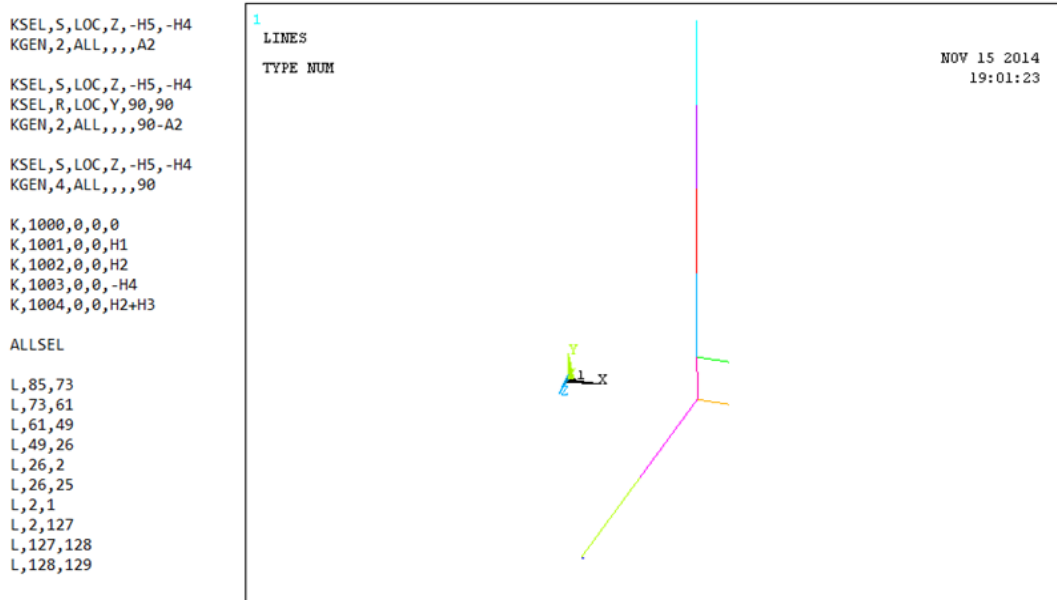 KSEL,S,LOC,Z,-H5,-H4
KGEN,2,ALL,,,,A2
KSEL,S,LOC,Z,-H5,-H4
KSEL,R,LOC,Y,90,90
KGEN,2,ALL,,,,90-A2
KSEL,S,LOC,Z,-H5,-H4
KGEN,4,ALL,,,,90
K,1000,0,0,0
K,1001,0,0,H1
K,1002,0,0,H2
K,1003,0,0,-H4
K,1004,0,0,H2+H3
ALLSEL
L,85,73
L,73,61
L,61,49
L,49,26
L,26,2
L,26,25
L,2,1
L,2,127
L,127,128
L,128,129
1
LINES
TYPE NUM
NOV 15 2014
19:01:23
Y
1
X
Z